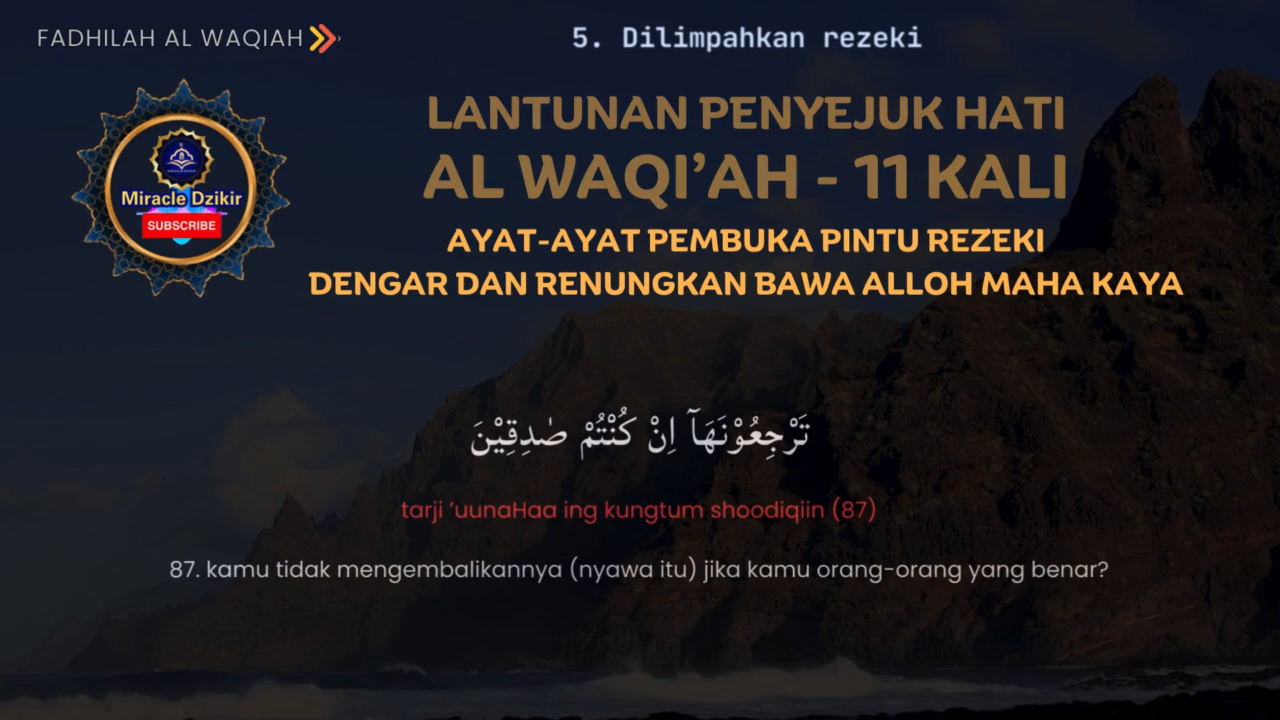 FADHILAH AL WAQIAH
5. Dilimpahkan rezeki
LANTUNAN PENYEJUK HATI
AL WAQI'AH - 11 KALI
AYAT-AYAT PEMBUKA PINTU REZEKI
DENGAR DAN RENUNGKAN BAWA ALLOH MAHA KAYA
Miracle Dzikir
SUBSCRIBE
تَرْجِعُوْنَهَآ اِنْ كُنْتُمْ صٰدِقِيْنَ
tarji 'uunaHaa ing kungtum shoodiqiin (87)
87. kamu tidak mengembalikannya (nyawa itu) jika kamu orang-orang yang benar?